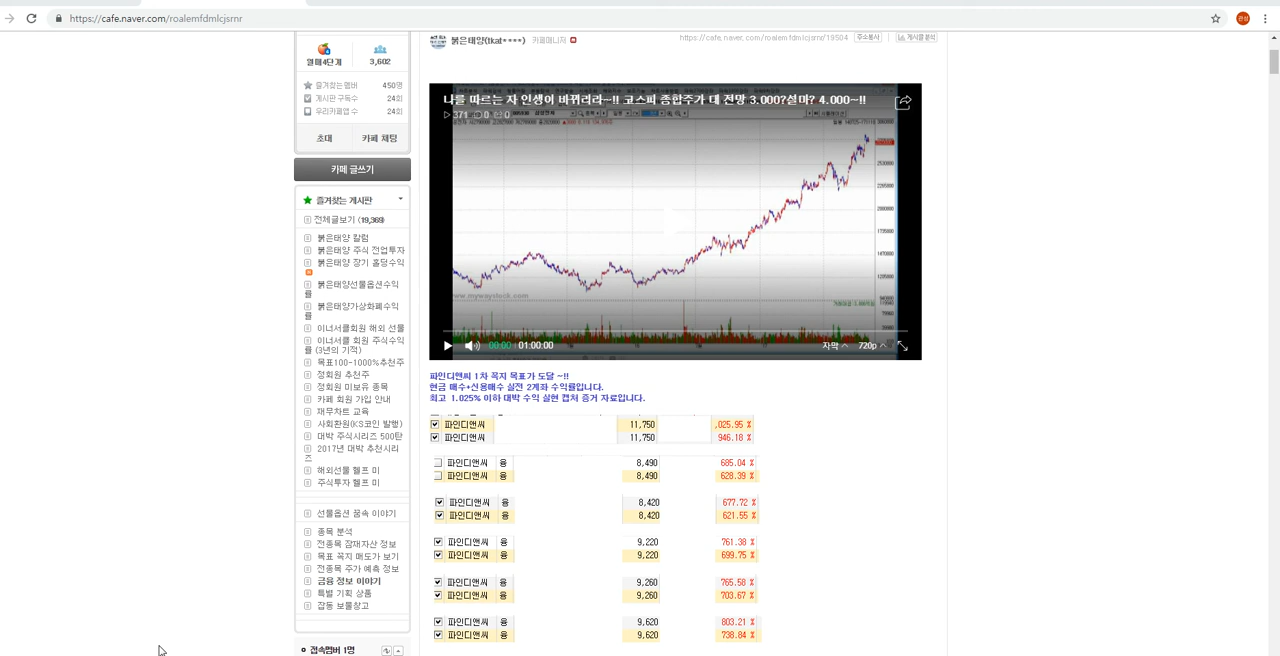 https://cafe.naver.com/roalemfdmlcjsrnr
열매4단계
3,602
즐겨찾는 멤버 450명
게시판 구독수 24회
우리카페앱 수 24회
초대 카페 채팅
카페 글쓰기
즐겨찾는 게시판
전체글보기 (19,369)
붉은태양 칼럼
붉은태양 주식 전업투자
붉은태양 장기 홀딩수익
붉은태양선물옵션수익
률
붉은태양가상화폐수익
률
이너서클회원 해외 선물
이너서클 회원 주식수익
률 (3년의 기적)
목표100-1000%추천주
정회원 추천주
정회원 미보유 종목
카페 회원 가입 안내
재무차트 교육
사회환원(KS코인 발행)
대박 주식시리즈 500탄
2017년 대박 추천시리
즈
해외선물 헬프 미
주식투자 헬프 미
선물옵션 꿈속 이야기
종목 분석
전종목 잠재자산 정보
목표 꼭지 매도가 보기
전종목 주가 예측 정보
금융 정보 이야기
특별 기획 상품
잡동 보물창고
접속멤버 1명
붉은태양(tkat****) 카페매니저
https://cafe.naver.com/roalemfdmlcjsrnr/19504 주소복사 게시글 분석
나를 따르는 자 인생이 바뀌리라~!! 코스피 종합주가 대 전망 3.000?설마? 4.000~!!
371 0 0
www.mywaystock.com
00:00 01:00:00 자막 720p
파인디앤씨 1차 꼭지 목표가 도달 ~!!
현금 매수+신용매수 실전 2계좌 수익률입니다.
최고 1.025% 이하 대박 수익 실현 캡쳐 증거 자료입니다.
파인디앤씨 11,750 ,025.95 %
파인디앤씨 11,750 946.18 %
파인디앤씨 융 8,490 685.04 %
파인디앤씨 융 8,490 628.39 %
파인디앤씨 융 8,420 677.72 %
파인디앤씨 융 8,420 621.55 %
파인디앤씨 융 9,220 761.38 %
파인디앤씨 융 9,220 699.75 %
파인디앤씨 융 9,260 765.58 %
파인디앤씨 융 9,260 703.67 %
파인디앤씨 융 9,620 803.21 %
파인디앤씨 융 9,620 738.84 %